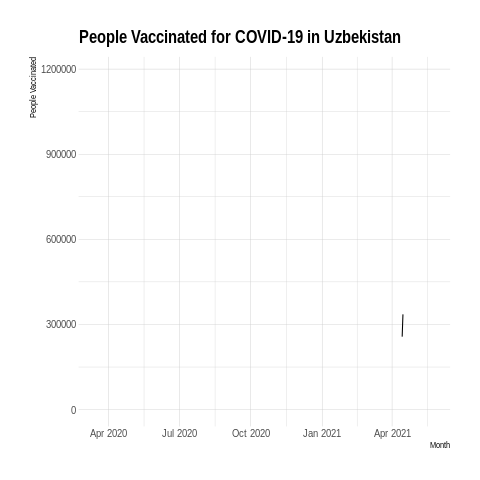 People Vaccinated for COVID-19 in Uzbekistan
People Vaccinated
1200000
900000
600000
300000
0
Apr 2020 Jul 2020 Oct 2020 Jan 2021 Apr 2021
Month